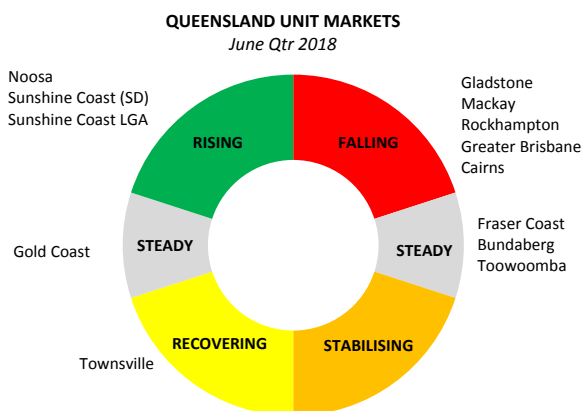 QUEENSLAND UNIT MARKETS
June Qtr 2018
Noosa
Sunshine Coast (SD)
Sunshine Coast LGA
Gladstone
Mackay
Rockhampton
Greater Brisbane
Cairns
RISING
FALLING
Gold Coast
STEADY
STEADY
Fraser Coast
Bundaberg
Toowoomba
RECOVERING
STABILISING
Townsville